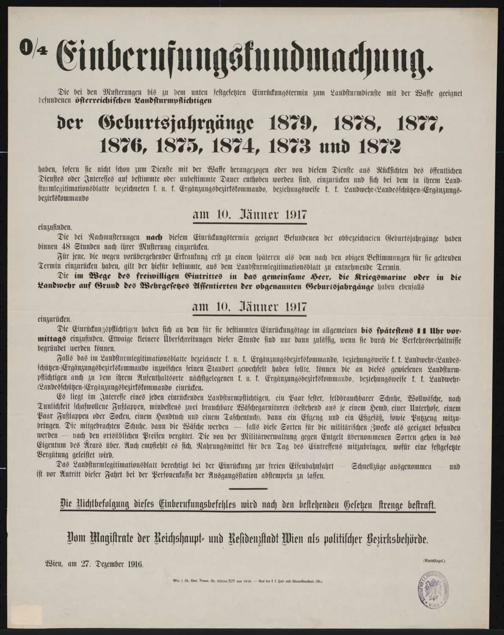 0/4
Einberufungskundmachung.
Die bei den Musterungen bis zu dem unten festgesetzten Einrückungstermin zum Landsturmdienste mit der Waffe geeignet
befundenen österreichischen Landsturmpflichtigen
der Geburtsjahrgänge 1879, 1878, 1877,
1876, 1875, 1874, 1873 und 1872
haben, sofern sie nicht schon zum Dienste mit der Waffe herangezogen oder von diesem Dienste aus Rücksichten des öffentlichen
Dienstes oder Interesses auf bestimmte oder unbestimmte Dauer enthoben worden sind, einzurücken und sich bei dem in ihrem Land-
sturmlegitimationsblatte bezeichneten k. u. k. Ergänzungsbezirkskommando, beziehungsweise k. k. Landwehr-/Landesschützen-/Ergänzungs-
bezirkskommando
am 10. Jänner 1917
einzufinden.
Die bei Nachmusterungen nach diesem Einrückungstermin geeignet Befundenen der obbezeichneten Geburtsjahrgänge haben
binnen 48 Stunden nach ihrer Musterung einzurücken.
Für jene, die wegen vorübergehender Erkrankung erst zu einem späteren als dem nach den obigen Bestimmungen für sie geltenden
Termin einzurücken haben, gilt der hiefür bestimmte, aus dem Landsturmlegitimationsblatt zu entnehmende Termin.
Die im Wege des freiwilligen Eintrittes in das gemeinsame Heer, die Kriegsmarine oder in die
Landwehr auf Grund des Wehrgesetzes Assentierten der obgenannten Geburtsjahrgänge haben ebenfalls
am 10. Jänner 1917
einzurücken.
Die Einrückungspflichtigen haben sich an dem für sie bestimmten Einrückungstage im allgemeinen bis spätestens 11 Uhr vor-
mittags einzufinden. Etwaige kleinere Überschreitungen dieser Stunde sind nur dann zulässig, wenn sie durch die Verkehrsverhältnisse
begründet werden können.
Falls das im Landsturmlegitimationsblatte bezeichnete k. u. k. Ergänzungsbezirkskommando, beziehungsweise k. k. Landwehr-/Landes-
schützen-/Ergänzungsbezirkskommando inzwischen seinen Standort gewechselt haben sollte, können die an dieses gewiesenen Landsturm-
pflichtigen auch zu dem ihrem Aufenthaltsorte nächstgelegenen k. u. k. Ergänzungsbezirkskommando, beziehungsweise k. k. Landwehr-
/Landesschützen-/Ergänzungsbezirkskommando einrücken.
Es liegt im Interesse eines jeden einrückenden Landsturmpflichtigen, ein Paar fester, feldbrauchbarer Schuhe, Wollwäsche, nach
Tunlichkeit schafwollene Fußlappen, mindestens zwei brauchbare Wäschegarnituren (bestehend aus je einem Hemd, einer Unterhose, einem
Paar Fußlappen oder Socken, einem Handtuch und einem Taschentuch), dann ein Eßzeug und ein Eßgefäß, sowie Putzzeug mitzu-
bringen. Die mitgebrachten Schuhe, dann die Wäsche werden — falls diese Sorten für die militärischen Zwecke als geeignet befunden
werden — nach den ortsüblichen Preisen vergütet. Die von der Militärverwaltung gegen Entgelt übernommenen Sorten gehen in das
Eigentum des Ärars über. Auch empfiehlt es sich, Nahrungsmittel für den Tag des Eintreffens mitzubringen, wofür eine festgesetzte
Vergütung geleistet wird.
Das Landsturmlegitimationsblatt berechtigt bei der Einrückung zur freien Eisenbahnfahrt — Schnellzüge ausgenommen — und
ist vor Antritt dieser Fahrt bei der Personenkassa der Ausgangsstation abstempeln zu lassen.
Die Nichtbefolgung dieses Einberufungsbefehles wird nach den bestehenden Gesetzen strenge bestraft.
Vom Magistrate der Reichshaupt- und Residenzstadt Wien als politischer Bezirksbehörde.
Wien, am 27. Dezember 1916.